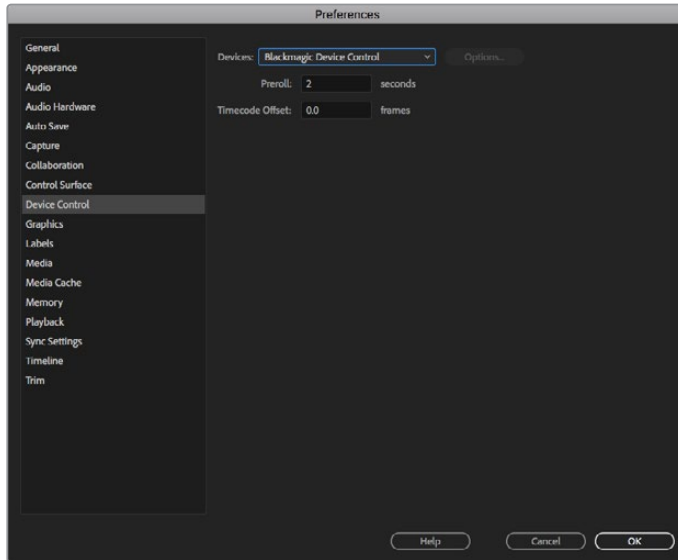 Preferences
General
Appearance
Audio
Audio Hardware
Auto Save
Capture
Collaboration
Control Surface
Device Control
Graphics
Labels
Media
Media Cache
Memory
Playback
Sync Settings
Timeline
Trim
Devices: Blackmagic Device Control Options...
Preroll: 2 seconds
Timecode Offset: 0.0 frames
Help Cancel OK